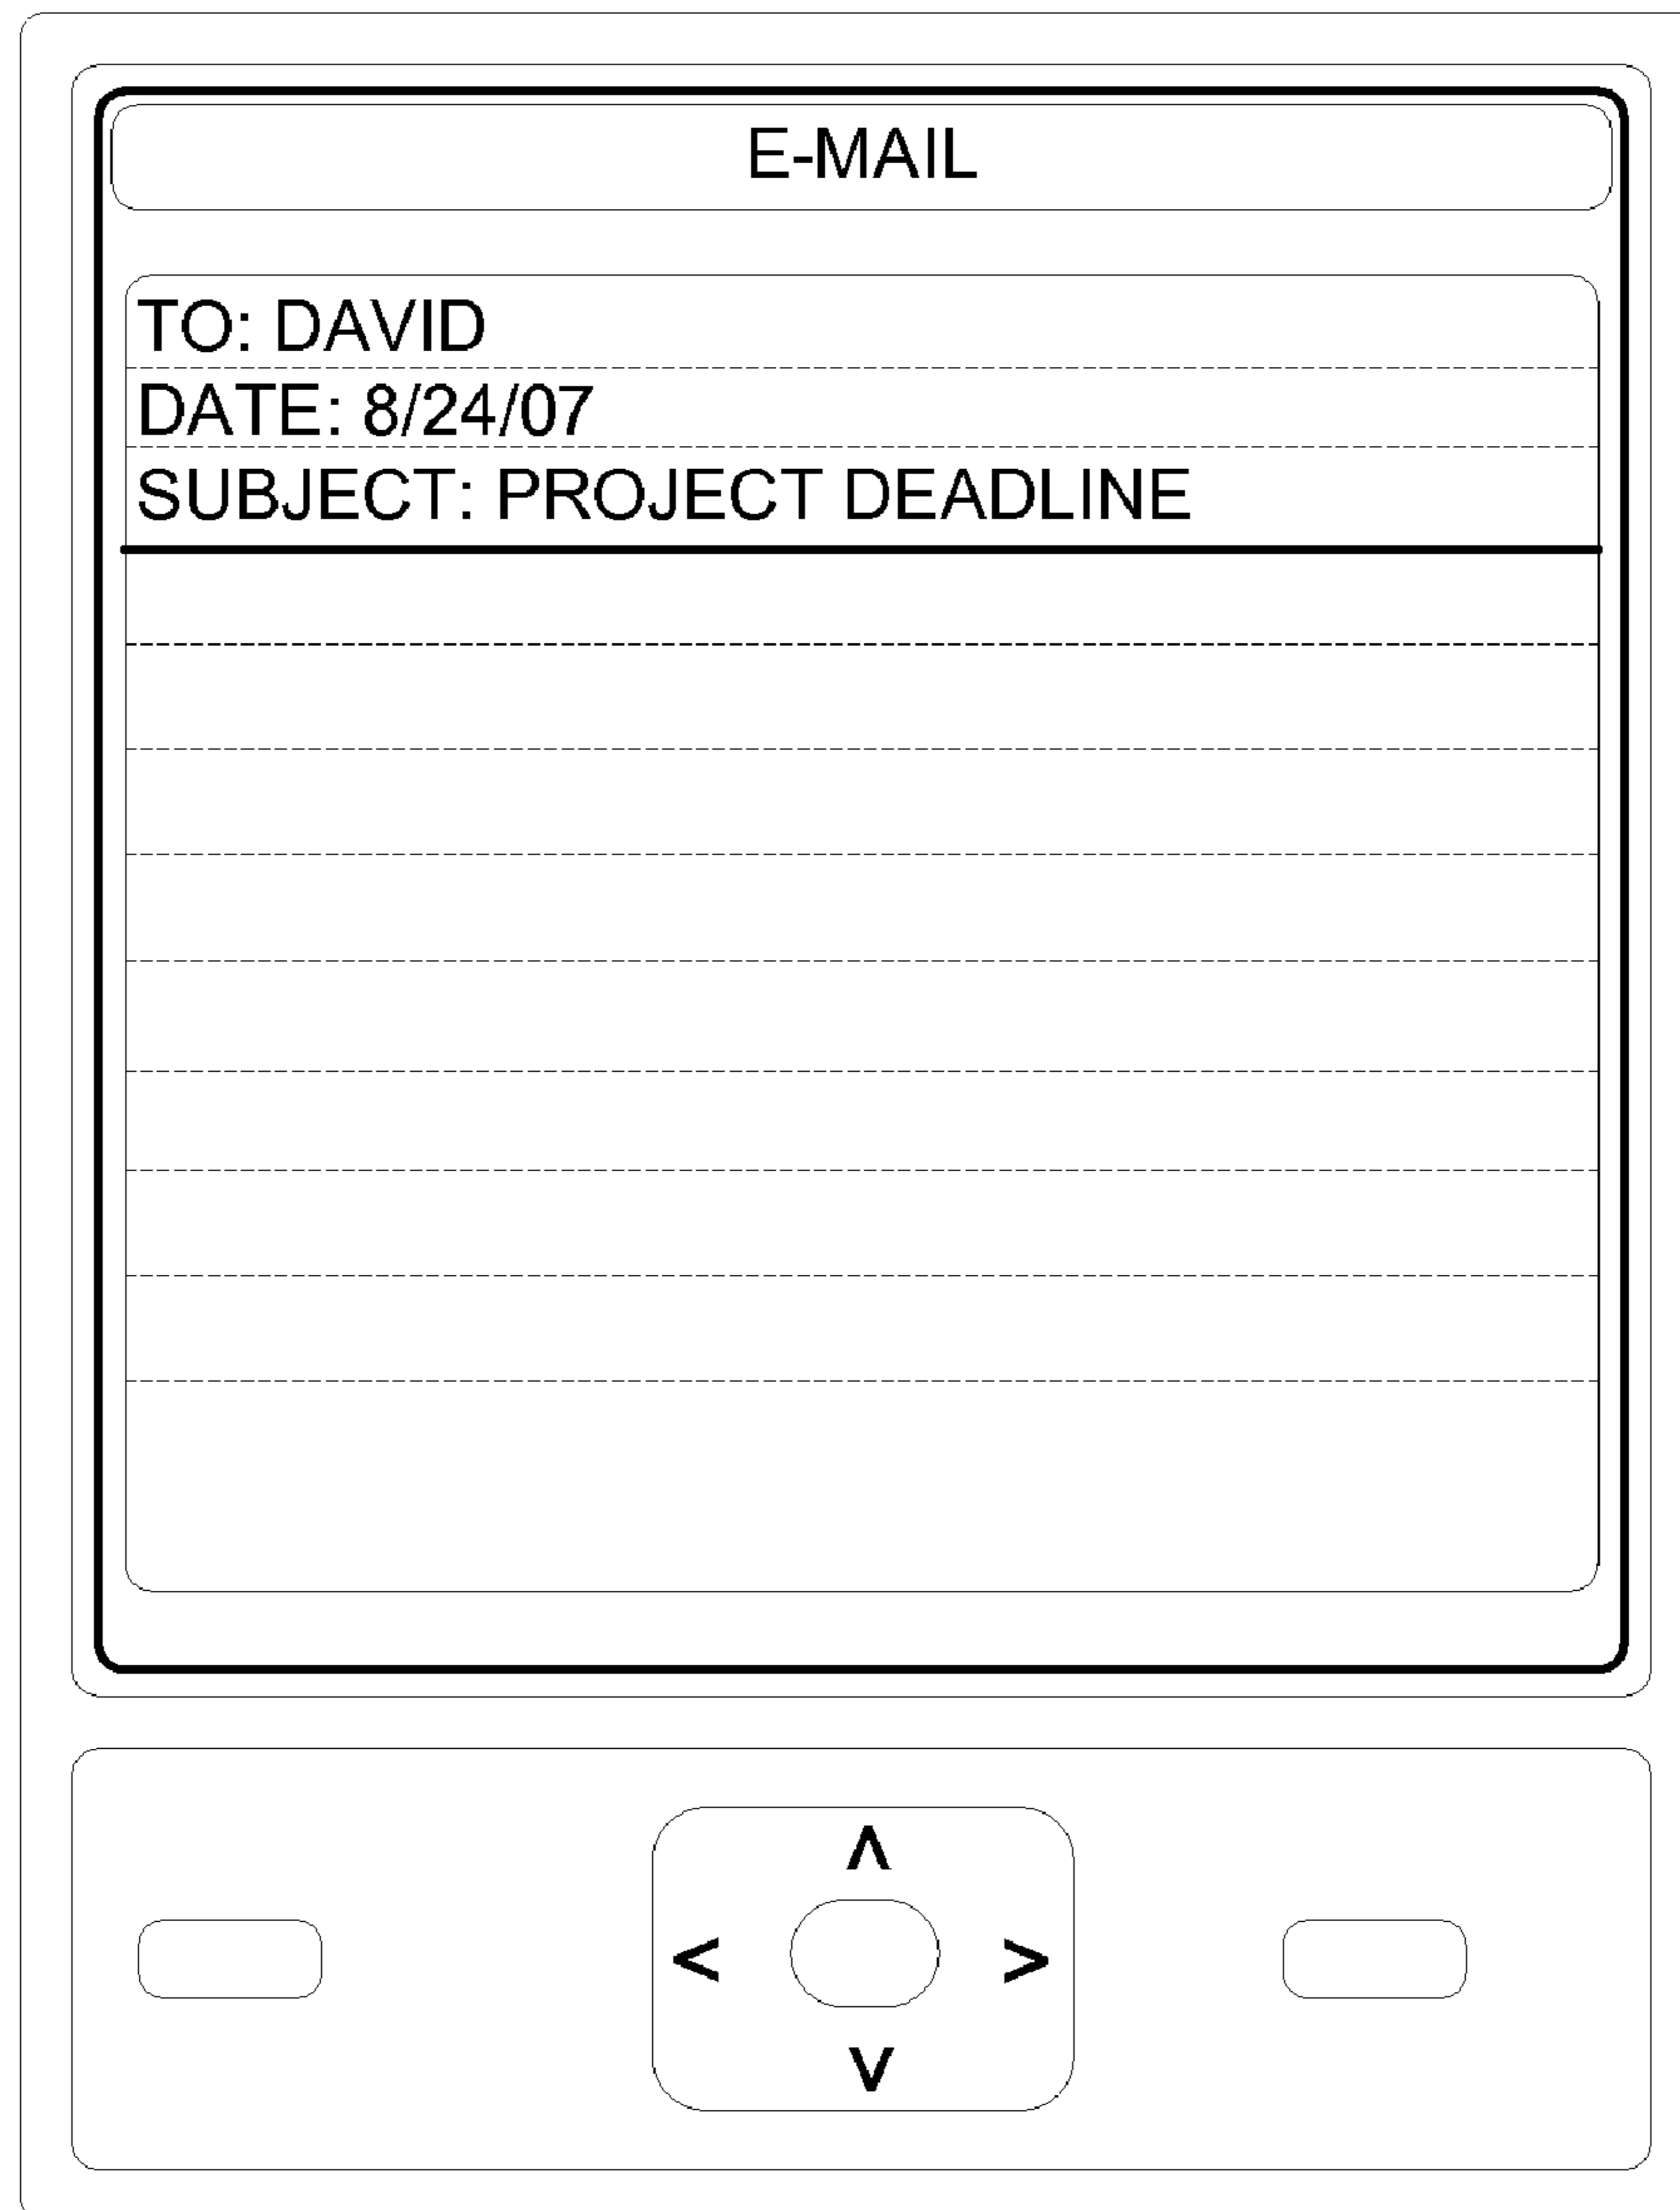 E-MAIL
TO: DAVID
DATE: 8/24/07
SUBJECT: PROJECT DEADLINE